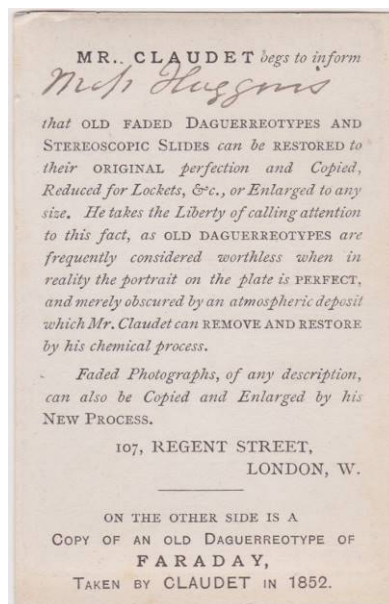 MR.. CLAUDET begs to inform
Miss Huggins
that OLD FADED DAGUERREOTYPES AND
STEREOSCOPIC SLIDES can be RESTORED to
their ORIGINAL perfection and Copied,
Reduced for Lockets, &c., or Enlarged to any
size. He takes the Liberty of calling attention
to this fact, as OLD DAGUERREOTYPES are
frequently considered worthless when in
reality the portrait on the plate is PERFECT,
and merely obscured by an atmospheric deposit
which Mr. Claudet can REMOVE AND RESTORE
by his chemical process.
Faded Photographs, of any description,
can also be Copied and Enlarged by his
NEW PROCESS.
107, REGENT STREET,
LONDON, W.
ON THE OTHER SIDE IS A
COPY OF AN OLD DAGUERREOTYPE OF
FARADAY,
TAKEN BY CLAUDET IN 1852.